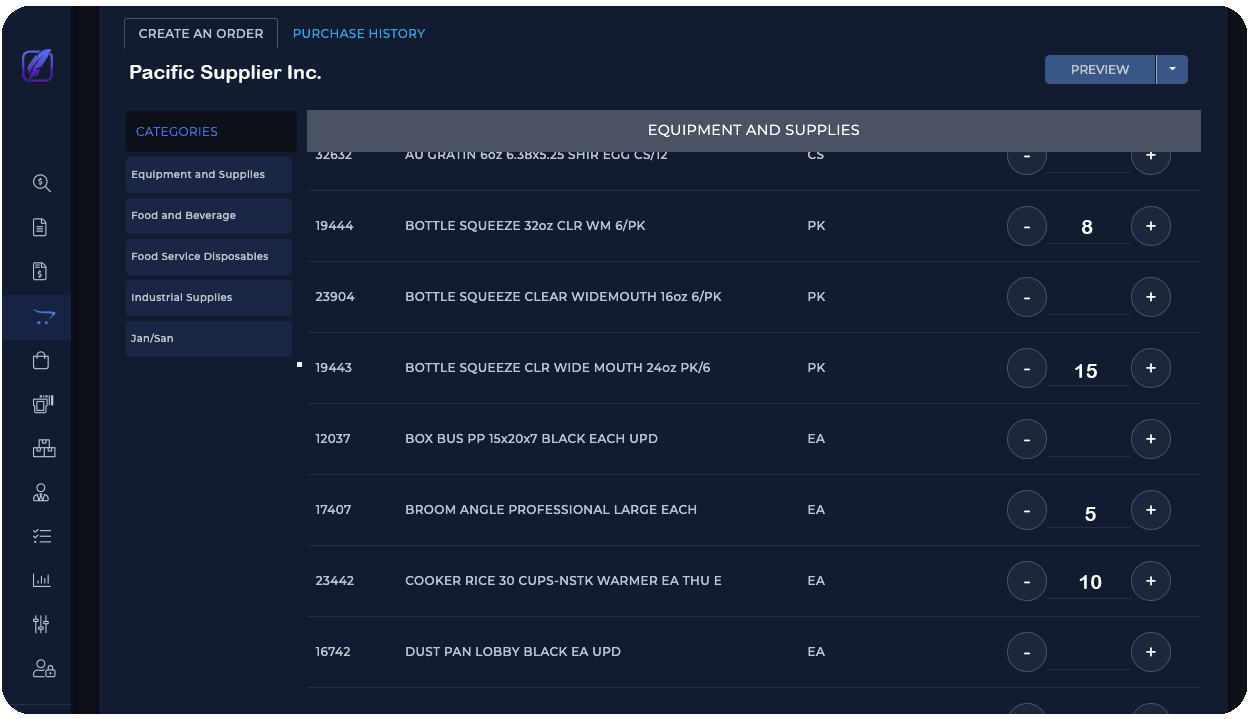 CREATE AN ORDER PURCHASE HISTORY
Pacific Supplier Inc.
PREVIEW
CATEGORIES
Equipment and Supplies
Food and Beverage
Food Service Disposables
Industrial Supplies
Jan/San
EQUIPMENT AND SUPPLIES
32632 AU GRATIN 6oz 6.38x5.25 SHIR EGG CS/12 CS - +
19444 BOTTLE SQUEEZE 32oz CLR WM 6/PK PK - 8 +
23904 BOTTLE SQUEEZE CLEAR WIDEMOUTH 16oz 6/PK PK - +
19443 BOTTLE SQUEEZE CLR WIDE MOUTH 24oz PK/6 PK - 15 +
12037 BOX BUS PP 15x20x7 BLACK EACH UPD EA - +
17407 BROOM ANGLE PROFESSIONAL LARGE EACH EA - 5 +
23442 COOKER RICE 30 CUPS-NSTK WARMER EA THU E EA - 10 +
16742 DUST PAN LOBBY BLACK EA UPD EA - +